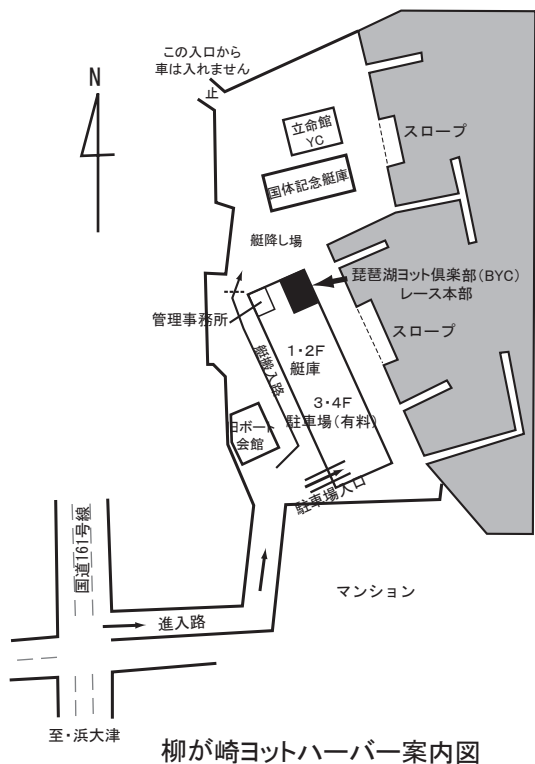 この入口から
車は入れません
止
N
立命館
YC
スロープ
国体記念艇庫
艇降し場
琵琶湖ヨット倶楽部(BYC)
レース本部
管理事務所
スロープ
1・2F
艇庫
艇搬入路
3・4F
駐車場(有料)
旧ボート
会館
駐車場入口
国道161号線
マンション
進入路
至・浜大津
柳が崎ヨットハーバー案内図